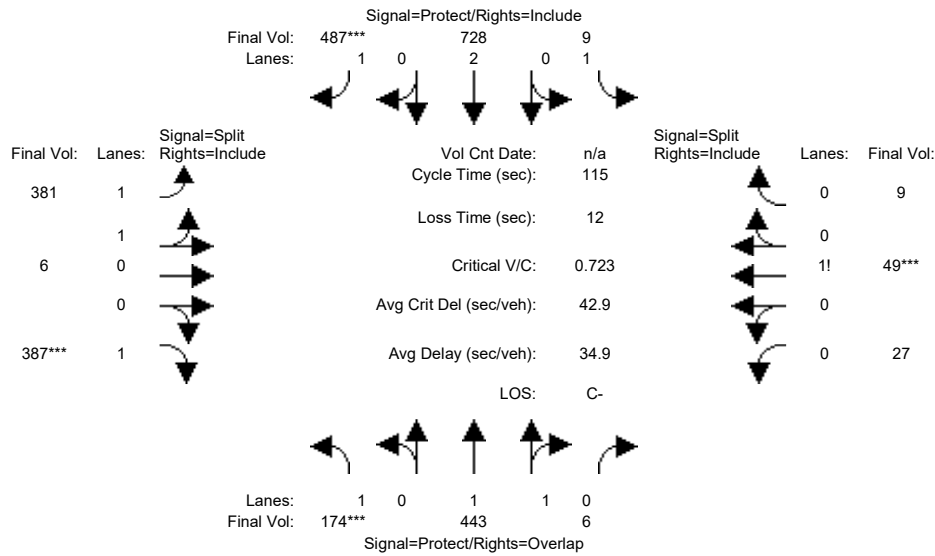 Signal=Protect/Rights=Include
Final Vol: 487*** 728 9
Lanes: 1 0 2 0 1
Signal=Split
Final Vol: Lanes: Rights=Include
Vol Cnt Date: n/a
Signal=Split
Rights=Include Lanes: Final Vol:
Cycle Time (sec): 115
381 1
0 9
Loss Time (sec): 12
1
0
6 0
Critical V/C: 0.723
1! 49***
0
Avg Crit Del (sec/veh): 42.9
0
387*** 1
Avg Delay (sec/veh): 34.9
0 27
LOS: C-
Lanes: 1 0 1 1 0
Final Vol: 174*** 443 6
Signal=Protect/Rights=Overlap